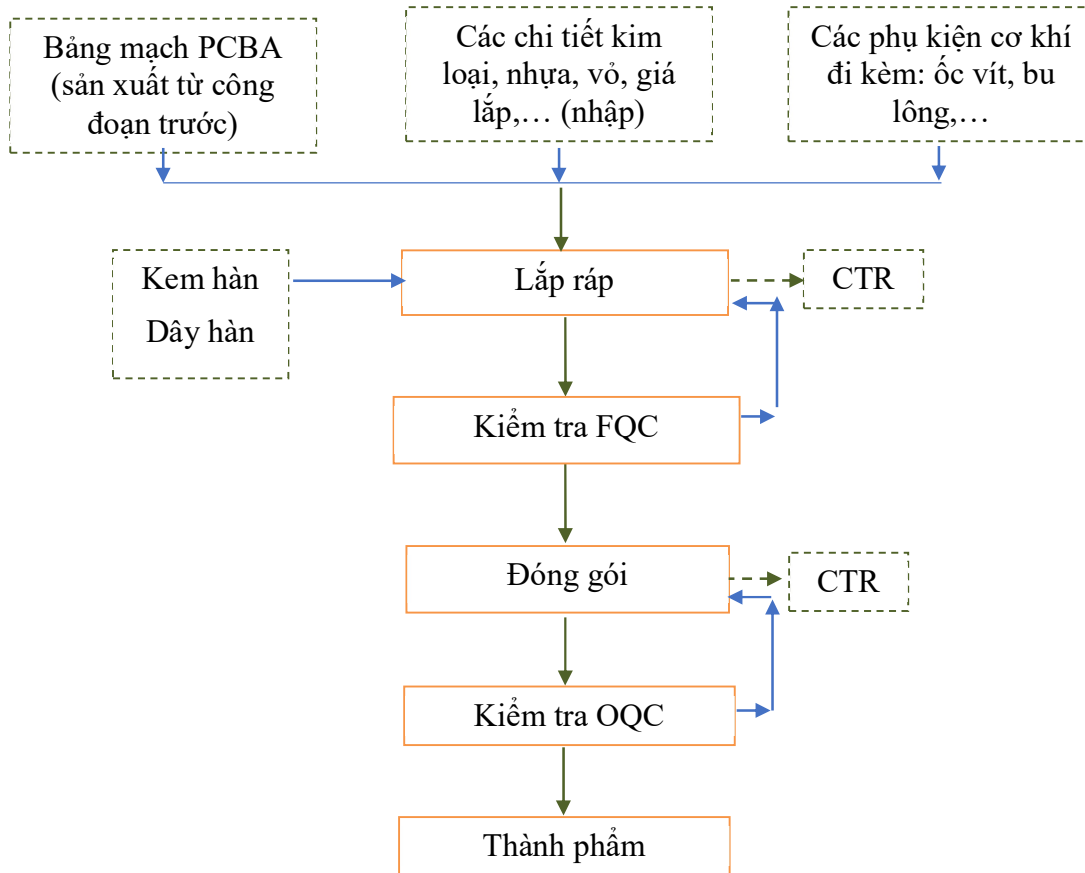 Bảng mạch PCBA
(sản xuất từ công
đoạn trước)
Các chi tiết kim
loại, nhựa, vỏ, giá
lắp,… (nhập)
Các phụ kiện cơ khí
đi kèm: ốc vít, bu
lông,…
Kem hàn
Dây hàn
Lắp ráp
CTR
Kiểm tra FQC
Đóng gói
CTR
Kiểm tra OQC
Thành phẩm